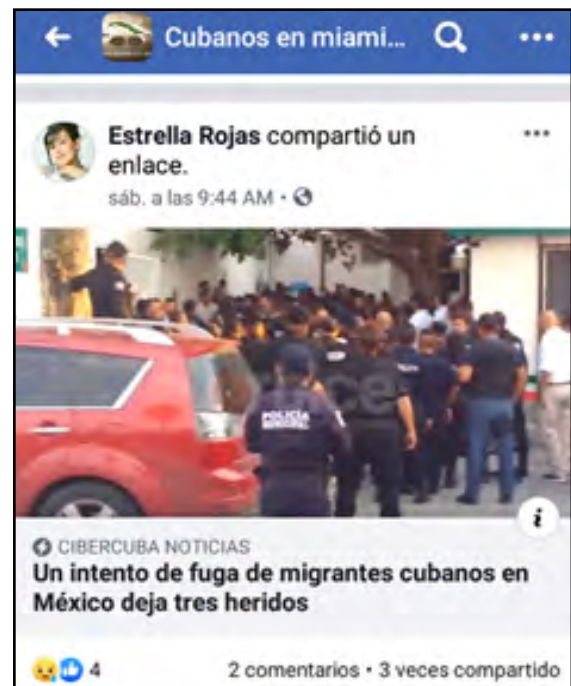 Cubanos en miami...
Estrella Rojas compartió un
enlace.
sáb. a las 9:44 AM
POLICÍA
MUNICIPAL
i
CIBERCUBA NOTICIAS
Un intento de fuga de migrantes cubanos en
México deja tres heridos
4 2 comentarios • 3 veces compartido